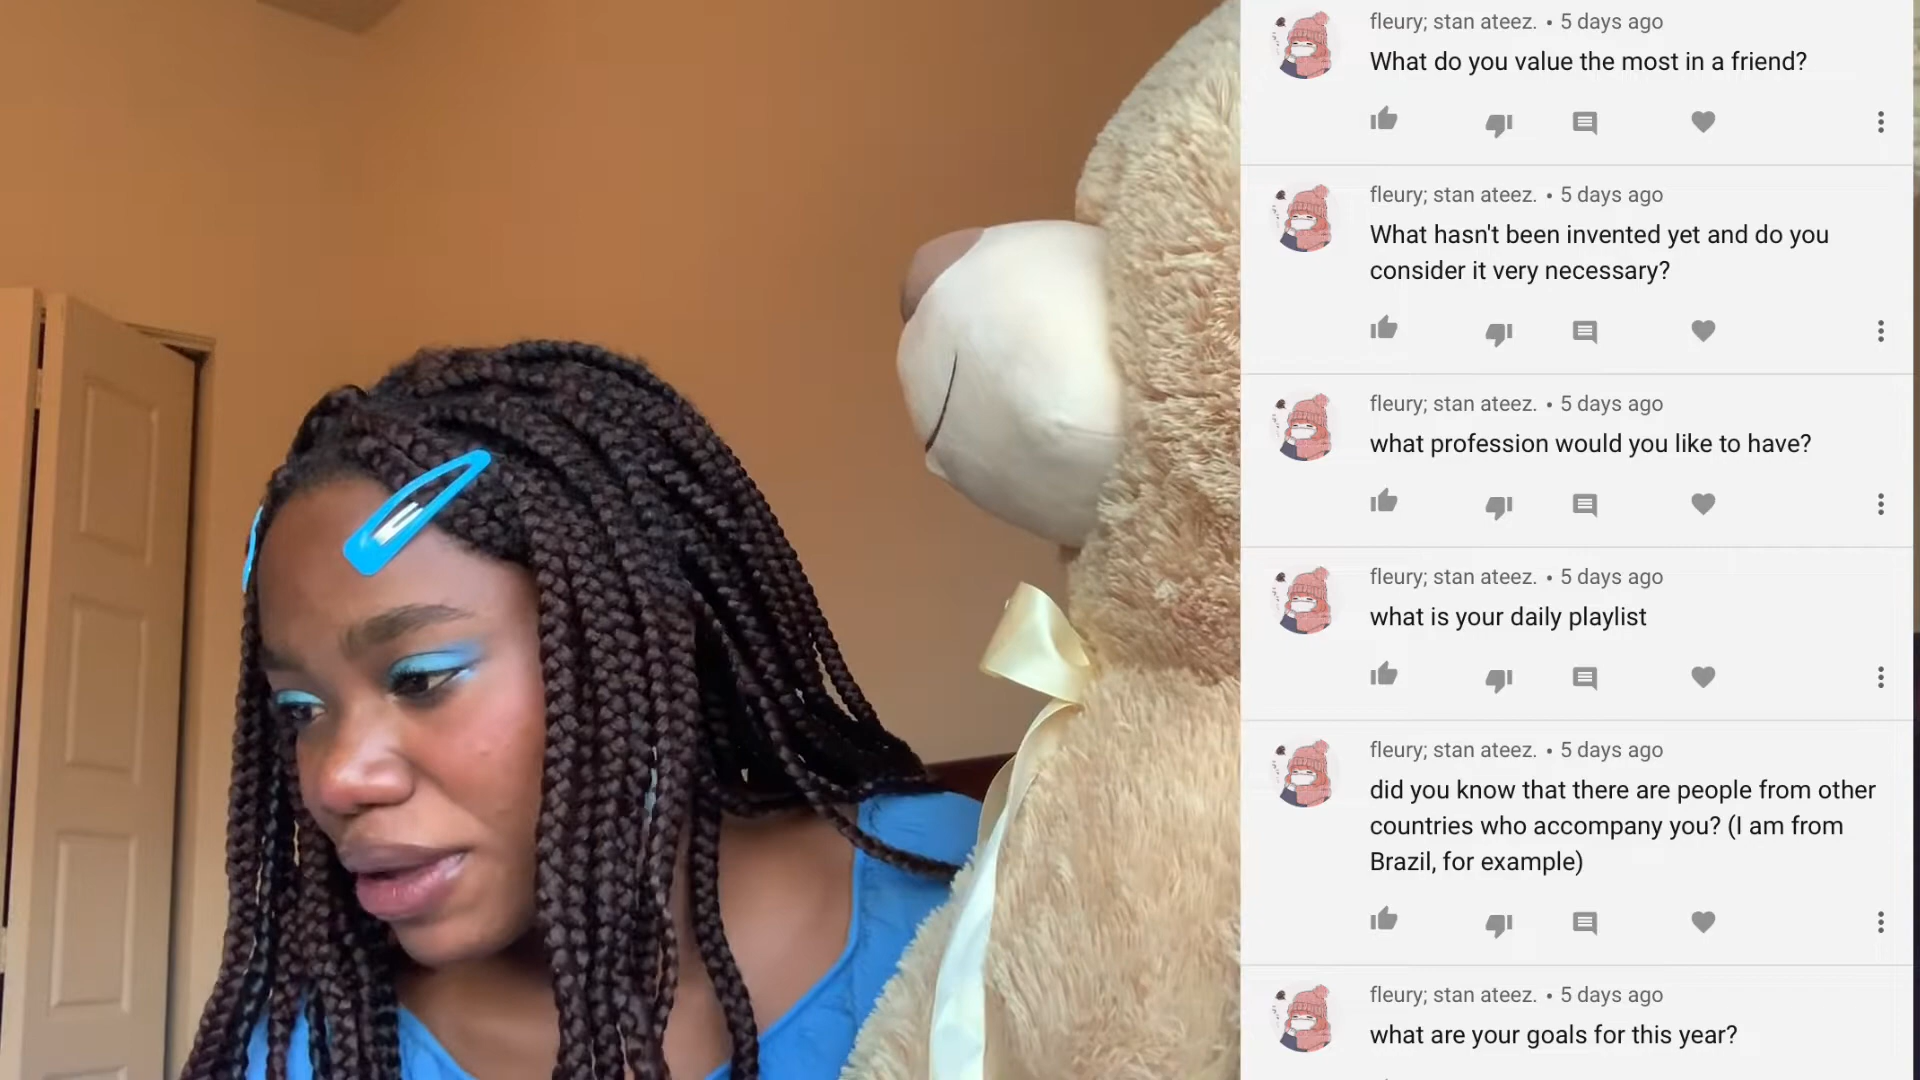 fleury; stan ateez. • 5 days ago
What do you value the most in a friend?
fleury; stan ateez. • 5 days ago
What hasn't been invented yet and do you
consider it very necessary?
fleury; stan ateez. • 5 days ago
what profession would you like to have?
fleury; stan ateez. • 5 days ago
what is your daily playlist
fleury; stan ateez. • 5 days ago
did you know that there are people from other
countries who accompany you? (I am from
Brazil, for example)
fleury; stan ateez. • 5 days ago
what are your goals for this year?